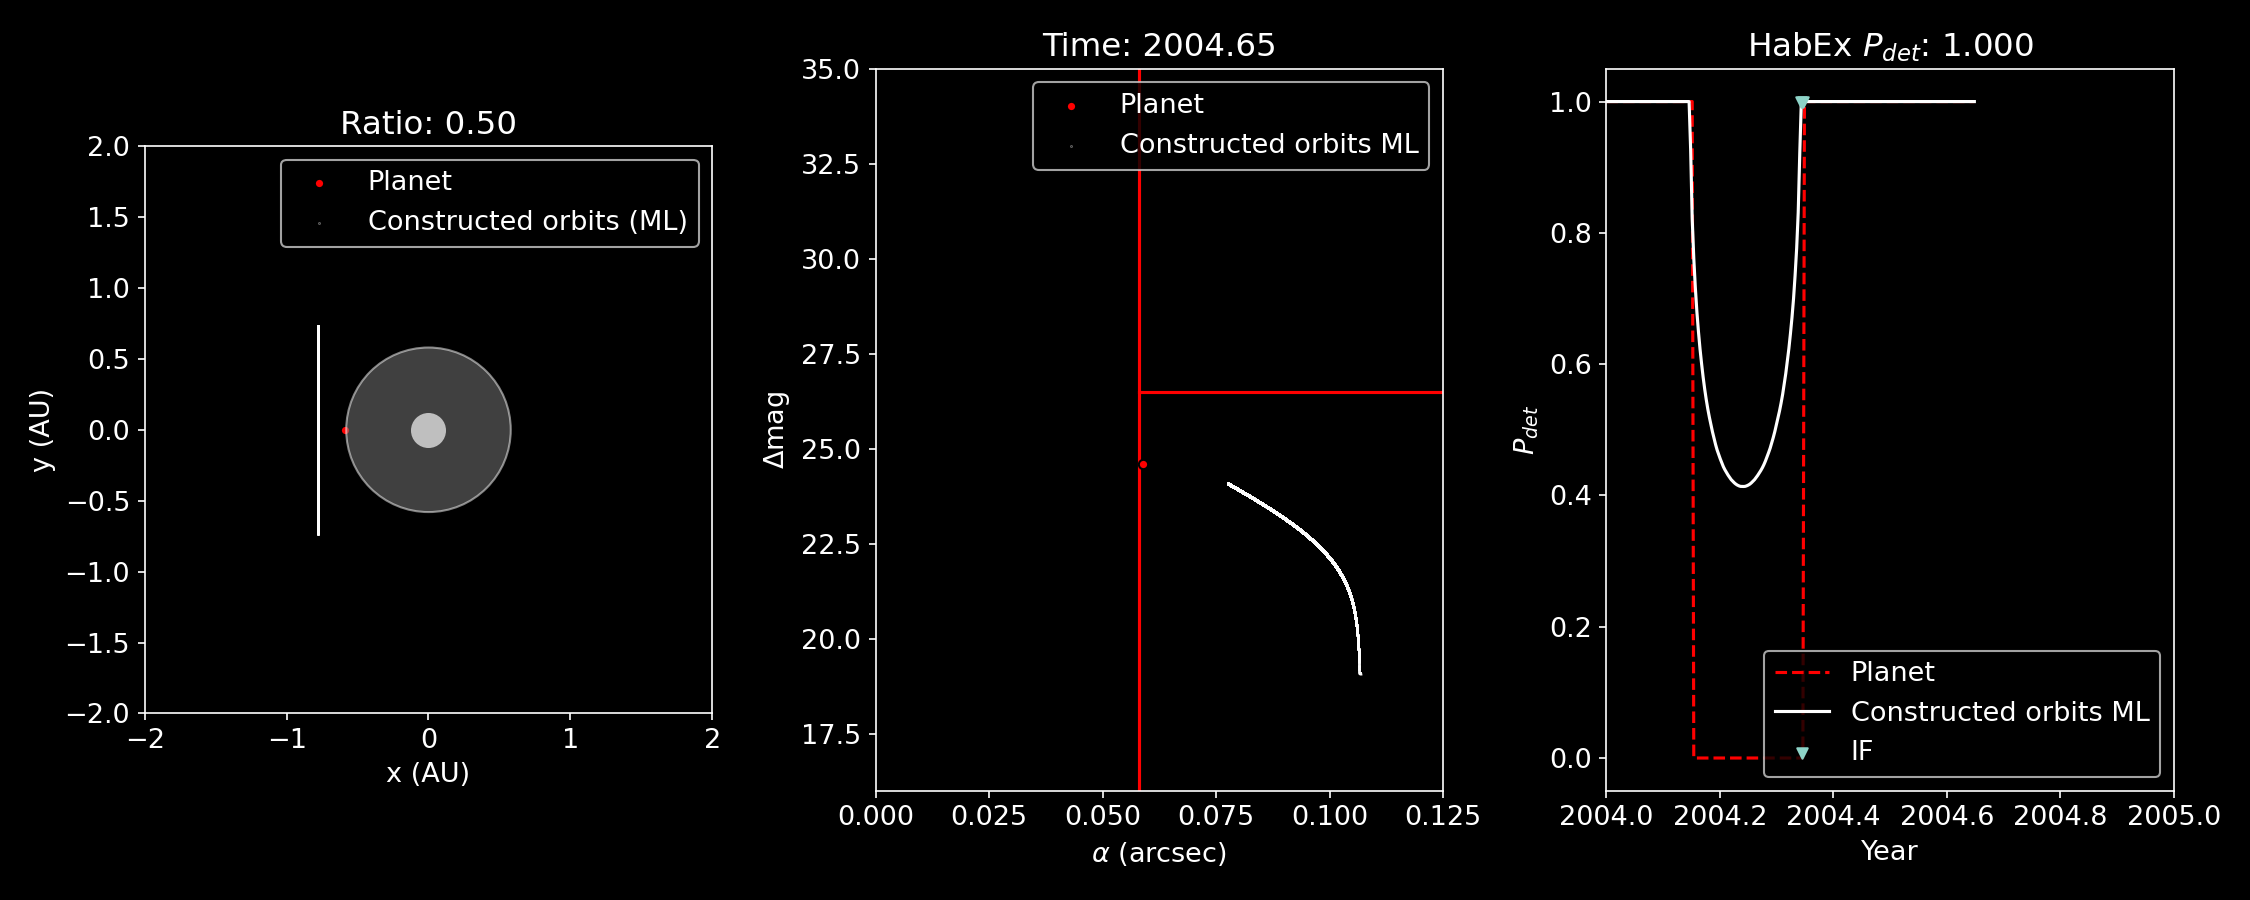 Ratio: 0.50
Planet
Constructed orbits (ML)
2.0
1.5
1.0
0.5
0.0
−0.5
−1.0
−1.5
−2.0
−2
−1
0
1
2
x (AU)
y (AU)
Time: 2004.65
Planet
Constructed orbits ML
35.0
32.5
30.0
27.5
25.0
22.5
20.0
17.5
0.000
0.025
0.050
0.075
0.100
0.125
α (arcsec)
Δmag
HabEx P_det: 1.000
1.0
0.8
0.6
0.4
0.2
0.0
Planet
Constructed orbits ML
IF
2004.0
2004.2
2004.4
2004.6
2004.8
2005.0
Year
P_det